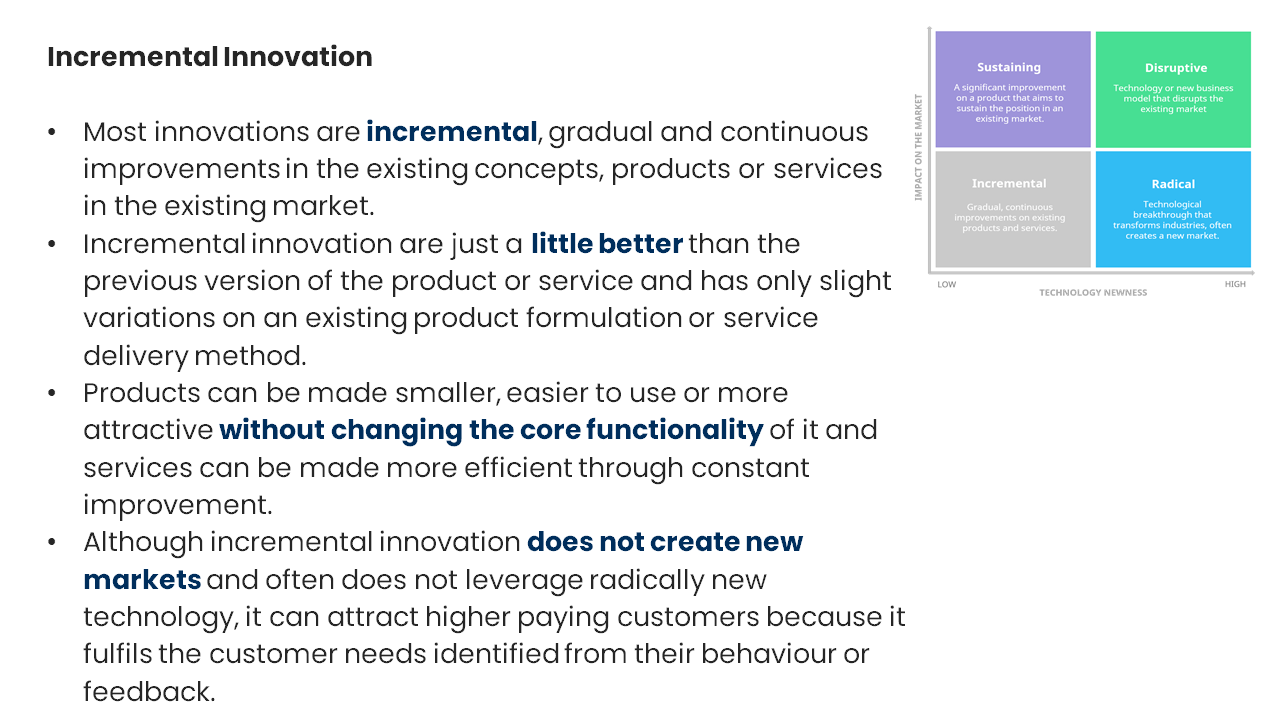 Incremental Innovation
• Most innovations are incremental, gradual and continuous
improvements in the existing concepts, products or services
in the existing market.
• Incremental innovation are just a little better than the
previous version of the product or service and has only slight
variations on an existing product formulation or service
delivery method.
• Products can be made smaller, easier to use or more
attractive without changing the core functionality of it and
services can be made more efficient through constant
improvement.
• Although incremental innovation does not create new
markets and often does not leverage radically new
technology, it can attract higher paying customers because it
fulfils the customer needs identified from their behaviour or
feedback.
IMPACT ON THE MARKET
Sustaining
A significant improvement
on a product that aims to
sustain the position in an
existing market.
Disruptive
Technology or new business
model that disrupts the
existing market
Incremental
Gradual, continuous
improvements on existing
products and services.
Radical
Technological
breakthrough that
transforms industries, often
creates a new market.
LOW
TECHNOLOGY NEWNESS
HIGH